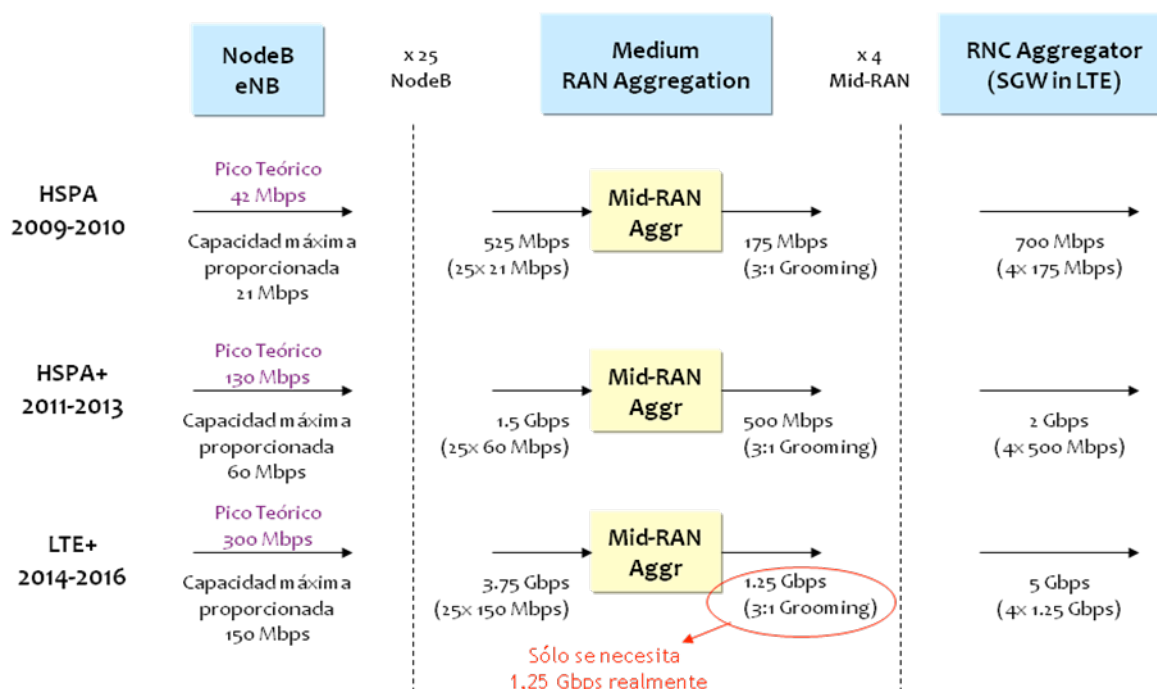 NodeB
eNB
x 25
NodeB
Medium
RAN Aggregation
x 4
Mid-RAN
RNC Aggregator
(SGW in LTE)
HSPA
2009-2010
Pico Teórico
42 Mbps
Capacidad máxima
proporcionada
21 Mbps
525 Mbps
(25x 21 Mbps)
Mid-RAN
Aggr
175 Mbps
(3:1 Grooming)
700 Mbps
(4x 175 Mbps)
HSPA+
2011-2013
Pico Teórico
130 Mbps
Capacidad máxima
proporcionada
60 Mbps
1.5 Gbps
(25x 60 Mbps)
Mid-RAN
Aggr
500 Mbps
(3:1 Grooming)
2 Gbps
(4x 500 Mbps)
LTE+
2014-2016
Pico Teórico
300 Mbps
Capacidad máxima
proporcionada
150 Mbps
3.75 Gbps
(25x 150 Mbps)
Mid-RAN
Aggr
1.25 Gbps
(3:1 Grooming)
5 Gbps
(4x 1.25 Gbps)
Sólo se necesita
1,25 Gbps realmente